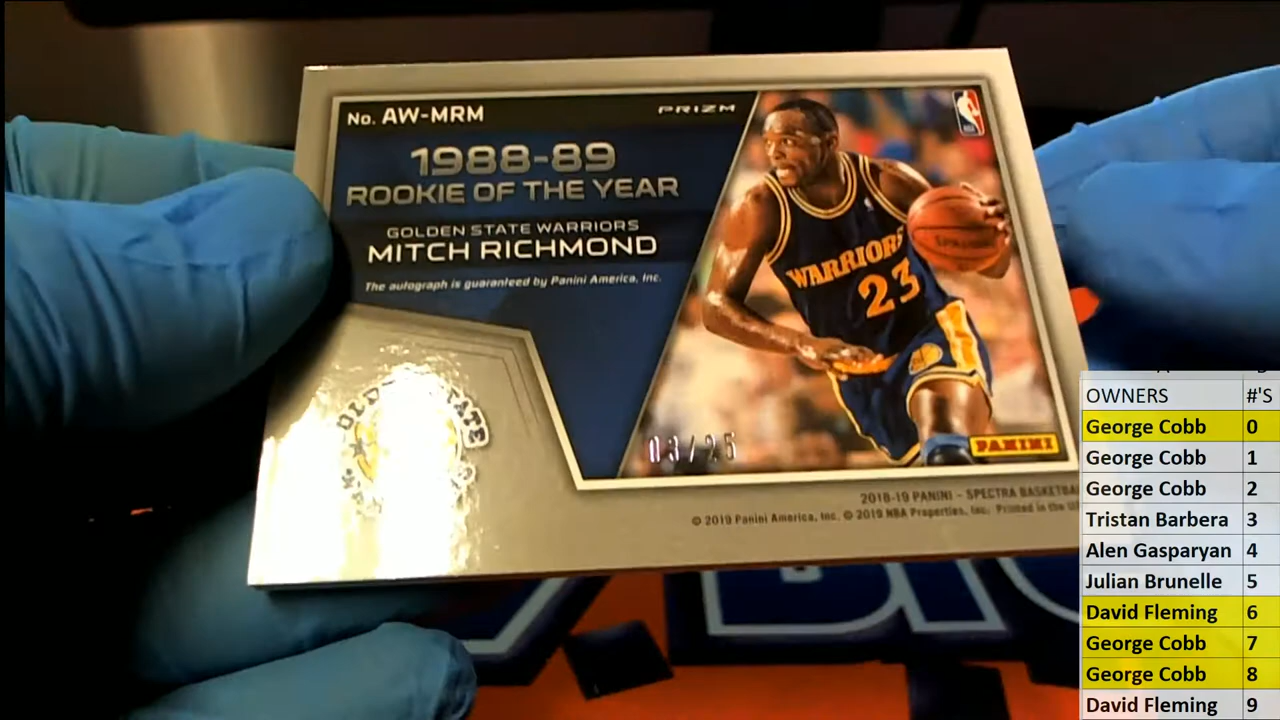 No. AW-MRM
PRIZM
1988-89
ROOKIE OF THE YEAR
GOLDEN STATE WARRIORS
MITCH RICHMOND
The autograph is guaranteed by Panini America, Inc.
WARRIORS
23
03/25
PANINI
2018-19 PANINI - SPECTRA
© 2019 Panini America, Inc. © 2019 NBA Properties, Inc. Printed in the
OWNERS #'S
George Cobb 0
George Cobb 1
George Cobb 2
Tristan Barbera 3
Alen Gasparyan 4
Julian Brunelle 5
David Fleming 6
George Cobb 7
George Cobb 8
David Fleming 9